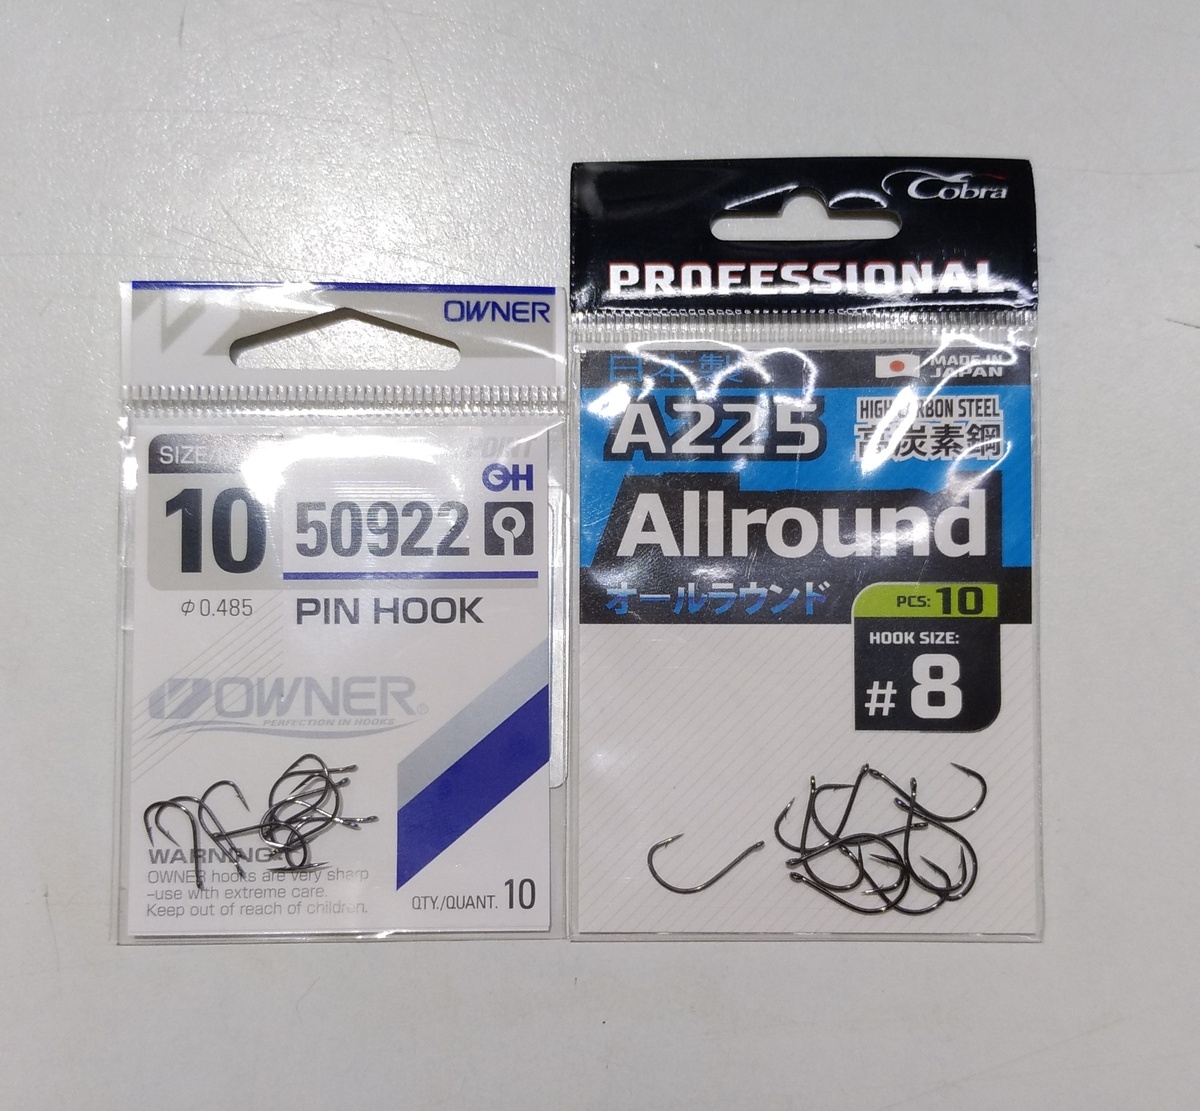 OWNER
SIZE/
POINT
GH
10
50922
φ 0.485
PIN HOOK
OWNER®
PERFECTION IN HOOKS
WARNING
OWNER hooks are very sharp
-use with extreme care.
Keep out of reach of children.
QTY./QUANT. 10
Cobra
PROFESSIONAL
日本製
MADE IN
JAPAN
A225
HIGH CARBON STEEL
高炭素鋼
Allround
オールラウンド
PCS: 10
HOOK SIZE:
# 8